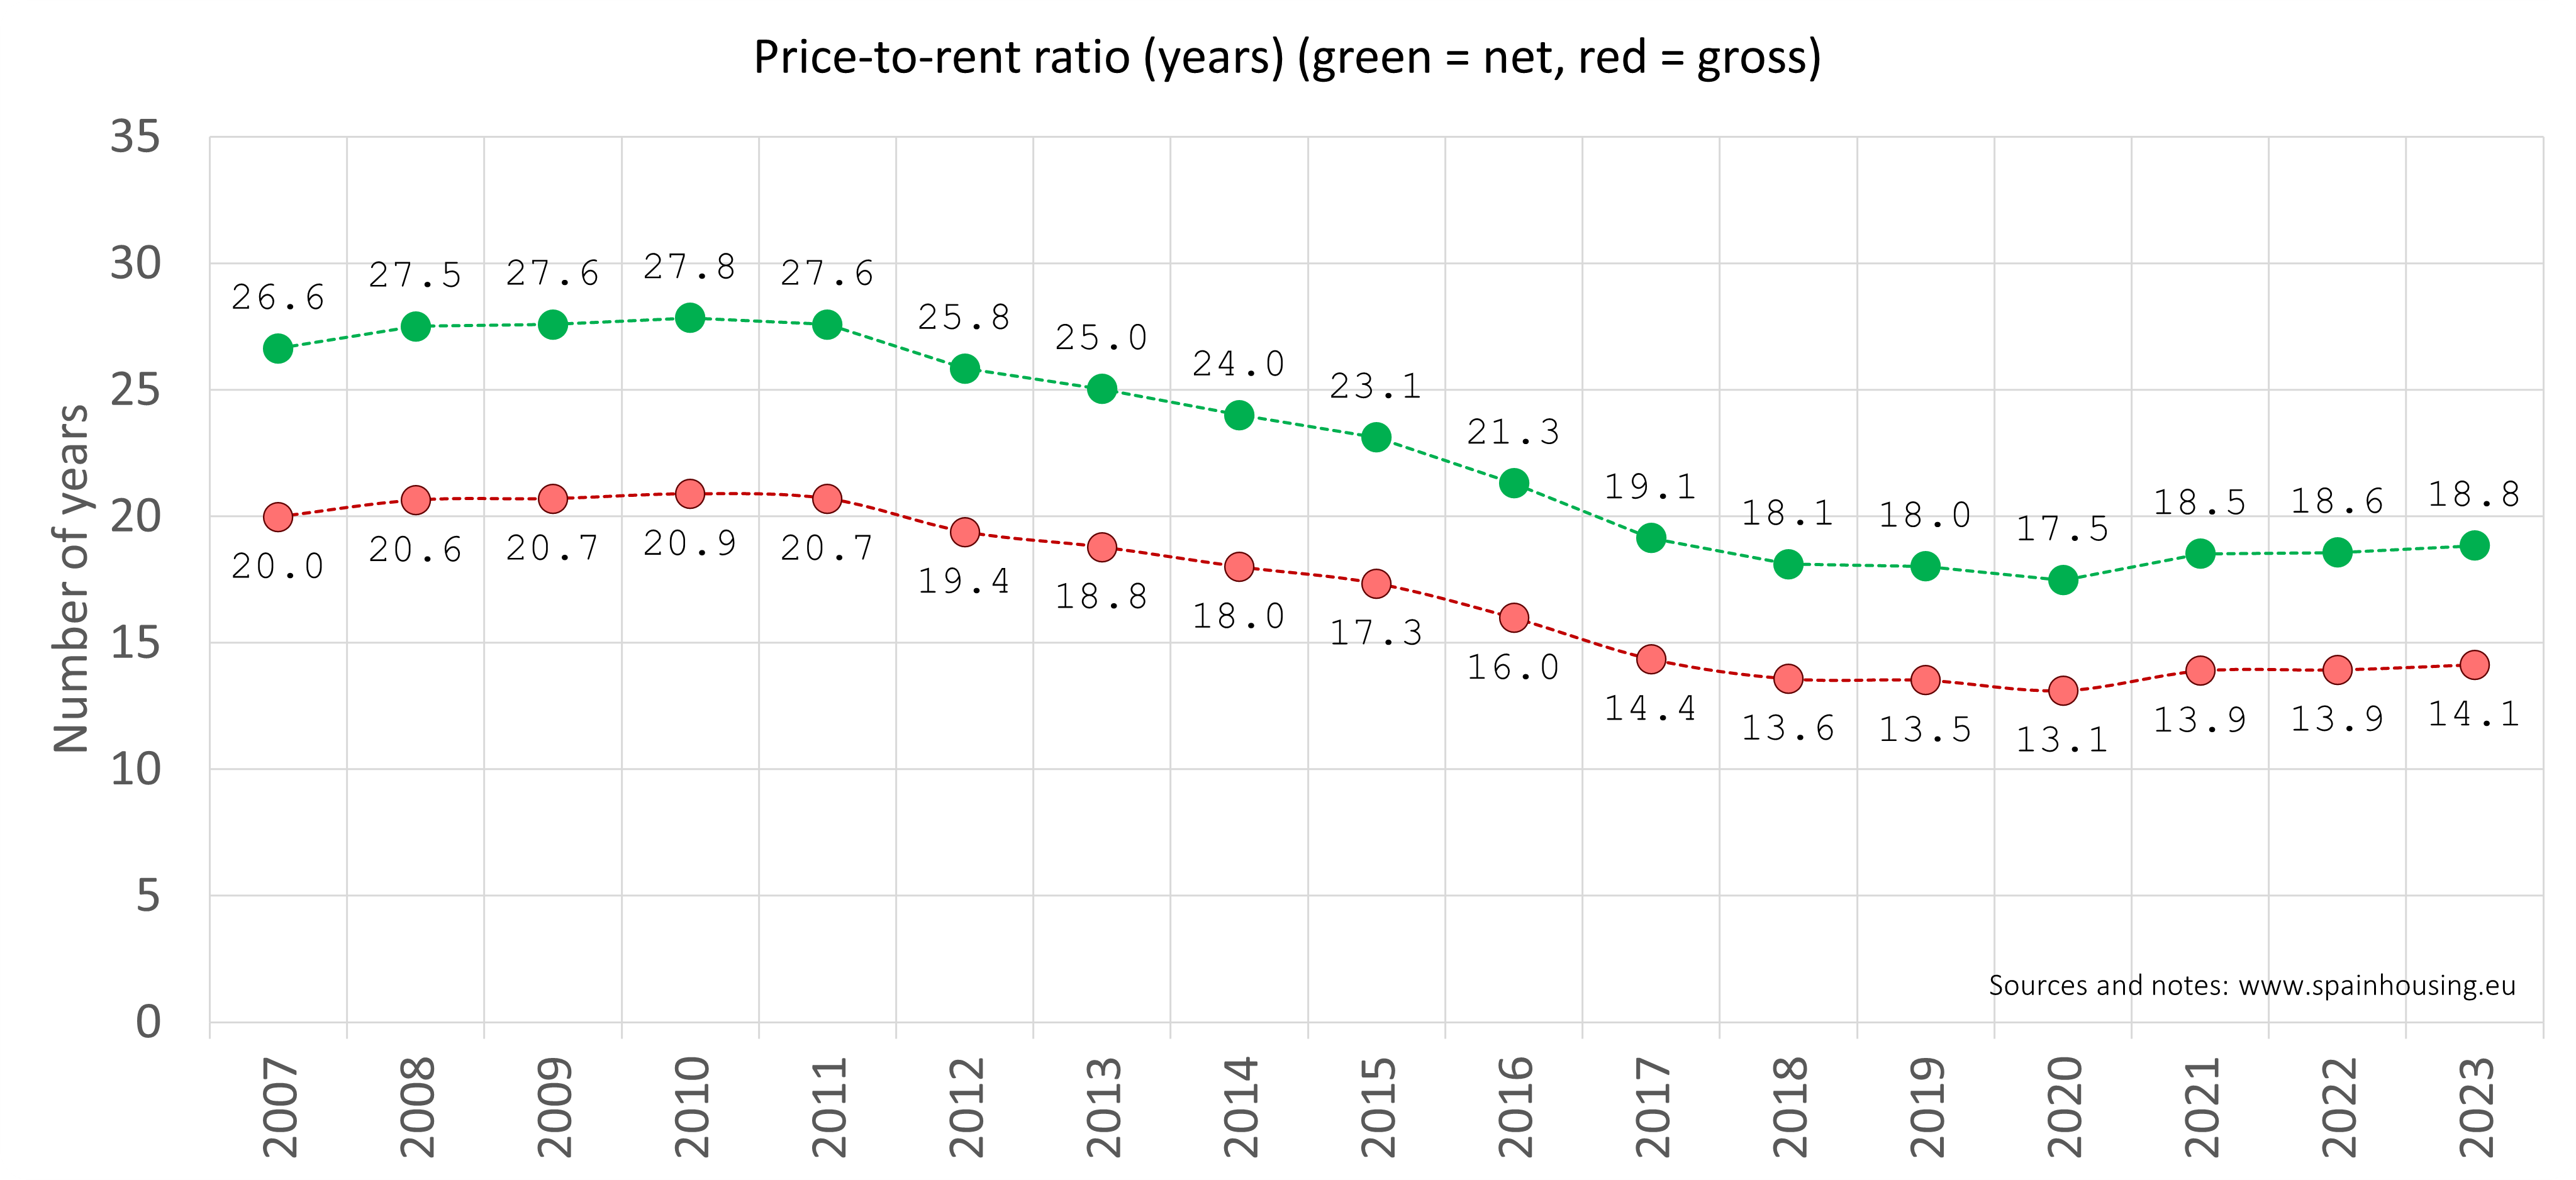 Price-to-rent ratio (years) (green = net, red = gross)
Number of years
35
30
25
20
15
10
5
0
26.6 27.5 27.6 27.8 27.6 25.8 25.0 24.0 23.1 21.3 19.1 18.1 18.0 17.5 18.5 18.6 18.8
20.0 20.6 20.7 20.9 20.7 19.4 18.8 18.0 17.3 16.0 14.4 13.6 13.5 13.1 13.9 13.9 14.1
Sources and notes: www.spainhousing.eu
2007 2008 2009 2010 2011 2012 2013 2014 2015 2016 2017 2018 2019 2020 2021 2022 2023